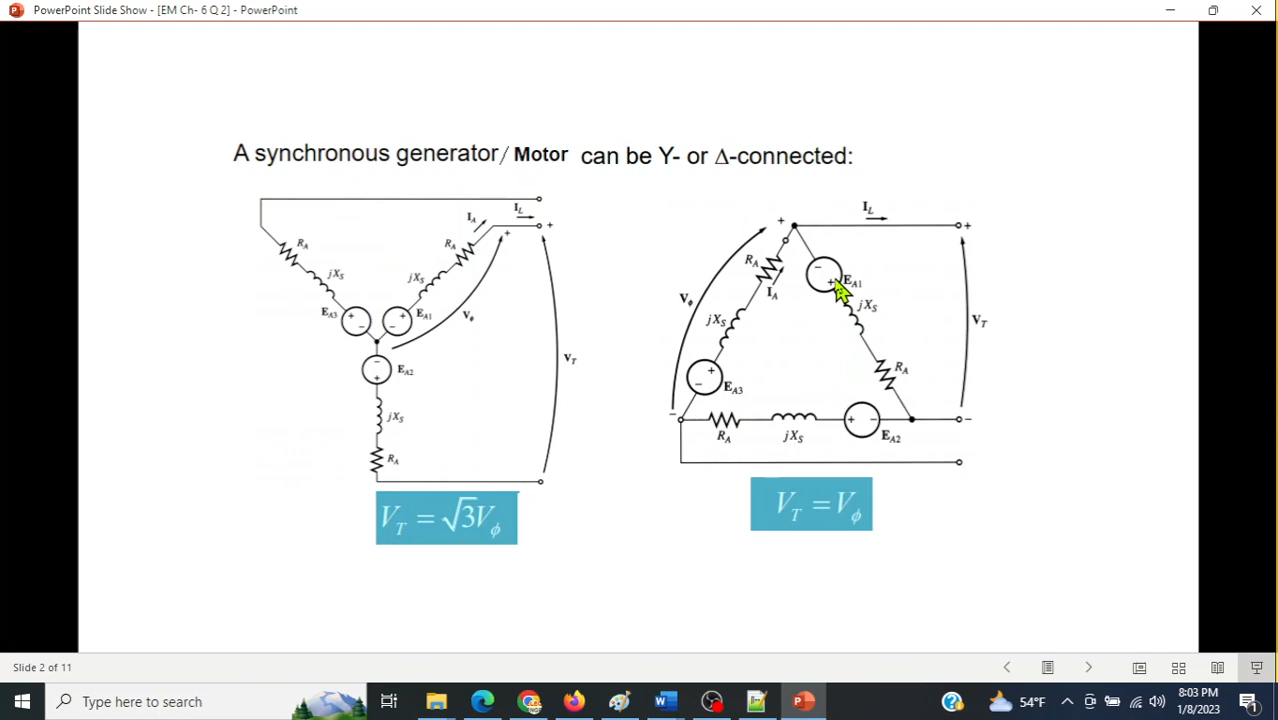 PowerPoint Slide Show - [EM Ch- 6 Q 2] - PowerPoint
A synchronous generator/ Motor can be Y- or Δ-connected:
I_L
I_A
+
+
R_A
R_A
jX_S
jX_S
E_A3
+
-
+
-
E_A1
V_ϕ
V_T
-
+
E_A2
jX_S
R_A
V_T = √3V_ϕ
I_L
+
+
R_A
-
+
E_A1
I_A
V_ϕ
jX_S
jX_S
V_T
+
-
E_A3
R_A
-
R_A
jX_S
+
-
E_A2
-
V_T = V_ϕ
Slide 2 of 11
Type here to search
54°F
8:03 PM
1/8/2023
1